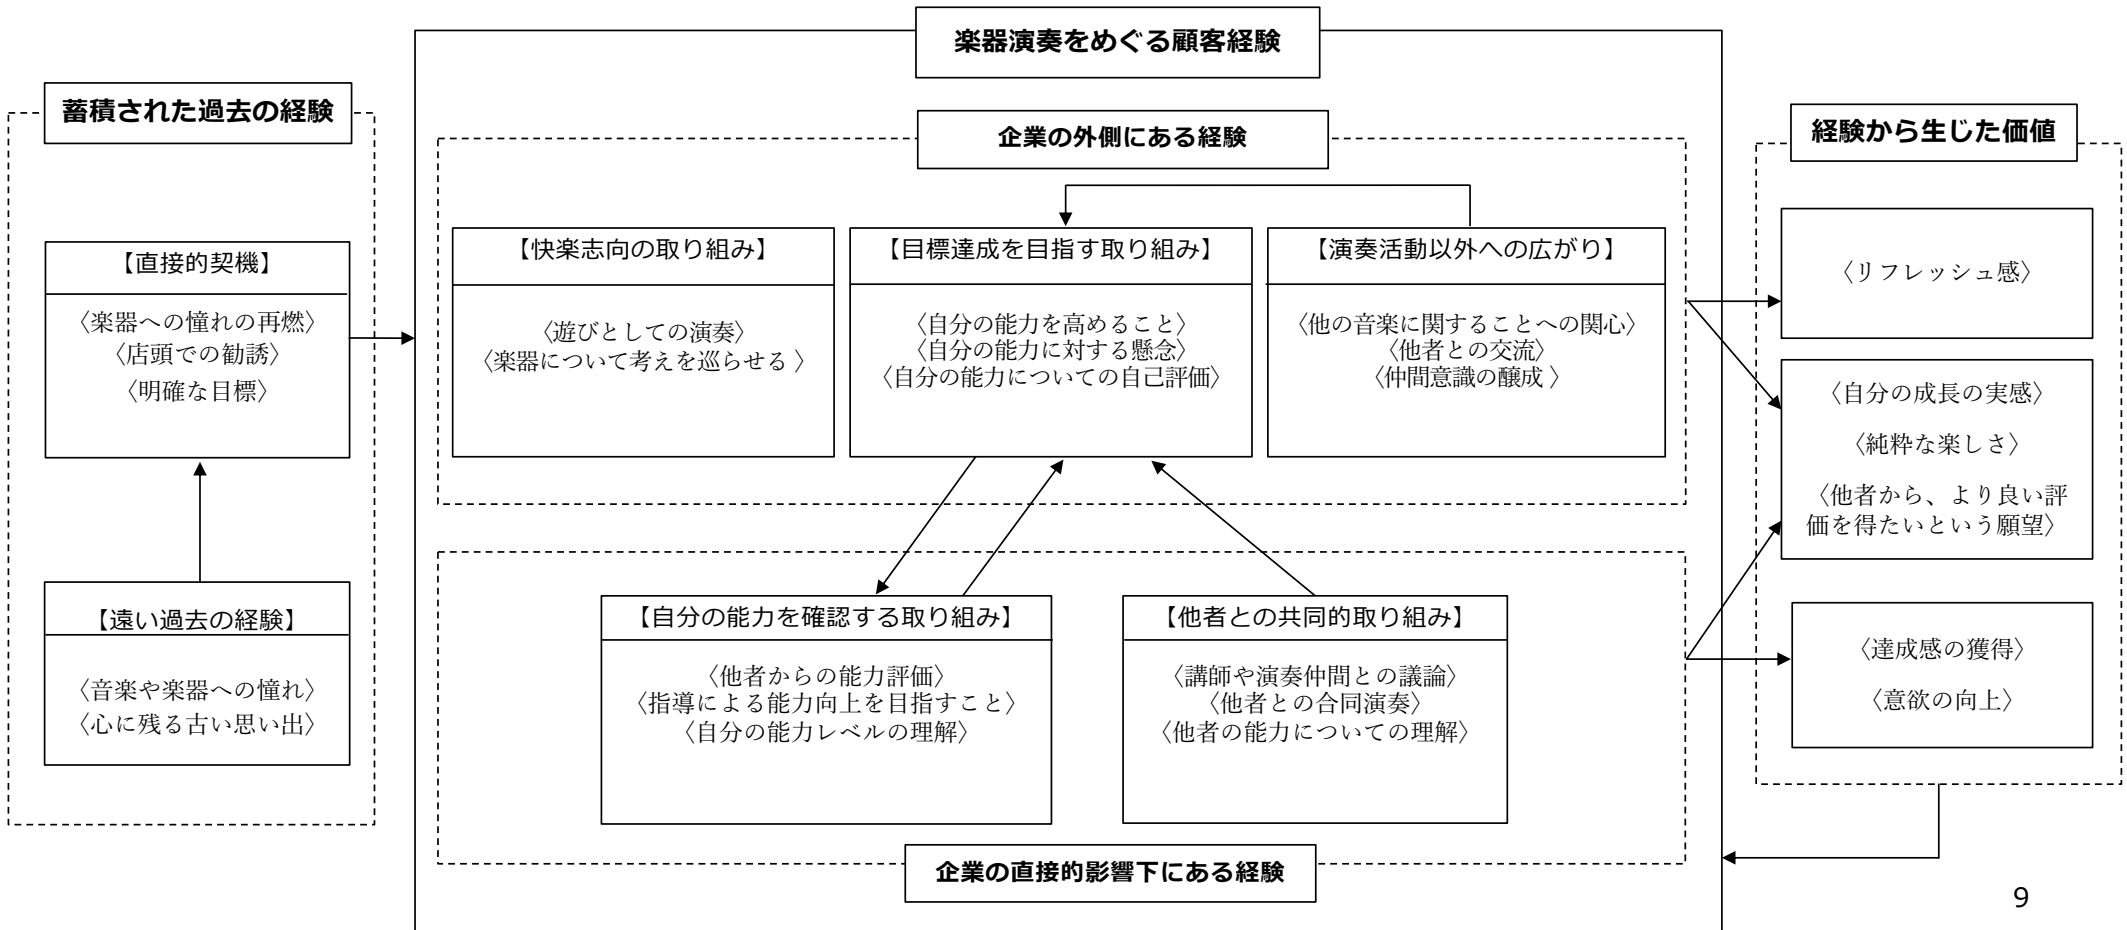 楽器演奏をめぐる顧客経験
蓄積された過去の経験
【直接的契機】
〈楽器への憧れの再燃〉
〈店頭での勧誘〉
〈明確な目標〉
【遠い過去の経験】
〈音楽や楽器への憧れ〉
〈心に残る古い思い出〉
企業の外側にある経験
【快楽志向の取り組み】
〈遊びとしての演奏〉
〈楽器について考えを巡らせる 〉
【目標達成を目指す取り組み】
〈自分の能力を高めること〉
〈自分の能力に対する懸念〉
〈自分の能力についての自己評価〉
【演奏活動以外への広がり】
〈他の音楽に関することへの関心〉
〈他者との交流〉
〈仲間意識の醸成 〉
【自分の能力を確認する取り組み】
〈他者からの能力評価〉
〈指導による能力向上を目指すこと〉
〈自分の能力レベルの理解〉
【他者との共同的取り組み】
〈講師や演奏仲間との議論〉
〈他者との合同演奏〉
〈他者の能力についての理解〉
企業の直接的影響下にある経験
経験から生じた価値
〈リフレッシュ感〉
〈自分の成長の実感〉
〈純粋な楽しさ〉
〈他者から、より良い評
価を得たいという願望〉
〈達成感の獲得〉
〈意欲の向上〉
9